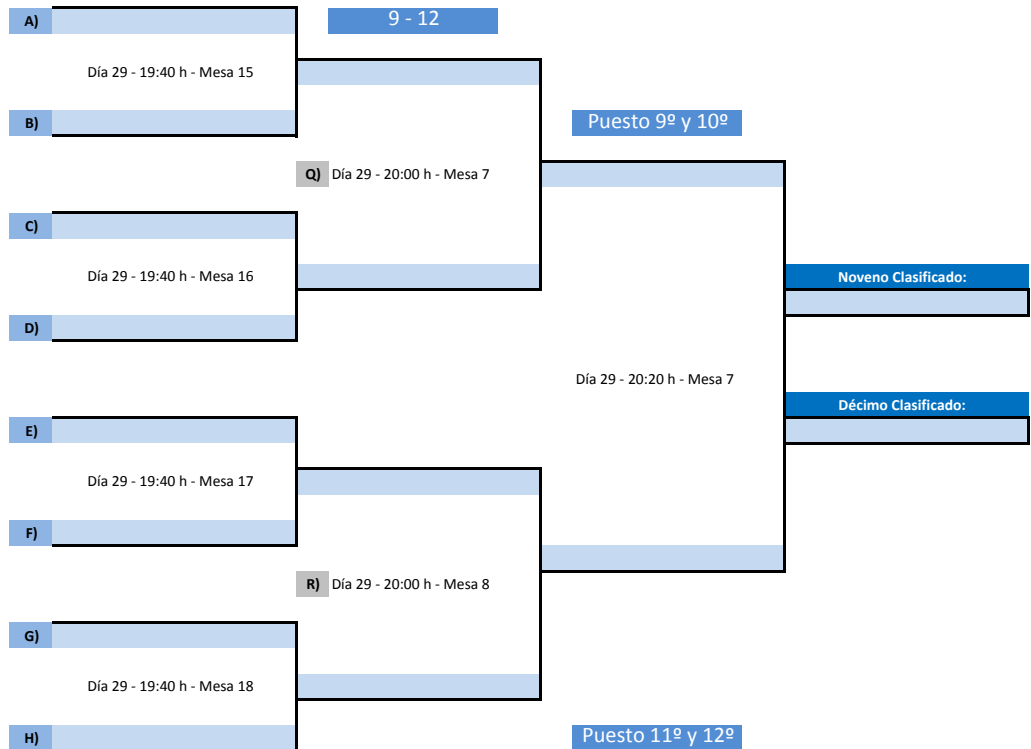 A)
9 - 12
Día 29 - 19:40 h - Mesa 15
B)
Puesto 9º y 10º
Q) Día 29 - 20:00 h - Mesa 7
C)
Día 29 - 19:40 h - Mesa 16
Noveno Clasificado:
D)
Día 29 - 20:20 h - Mesa 7
Décimo Clasificado:
E)
Día 29 - 19:40 h - Mesa 17
F)
R) Día 29 - 20:00 h - Mesa 8
G)
Día 29 - 19:40 h - Mesa 18
H)
Puesto 11º y 12º